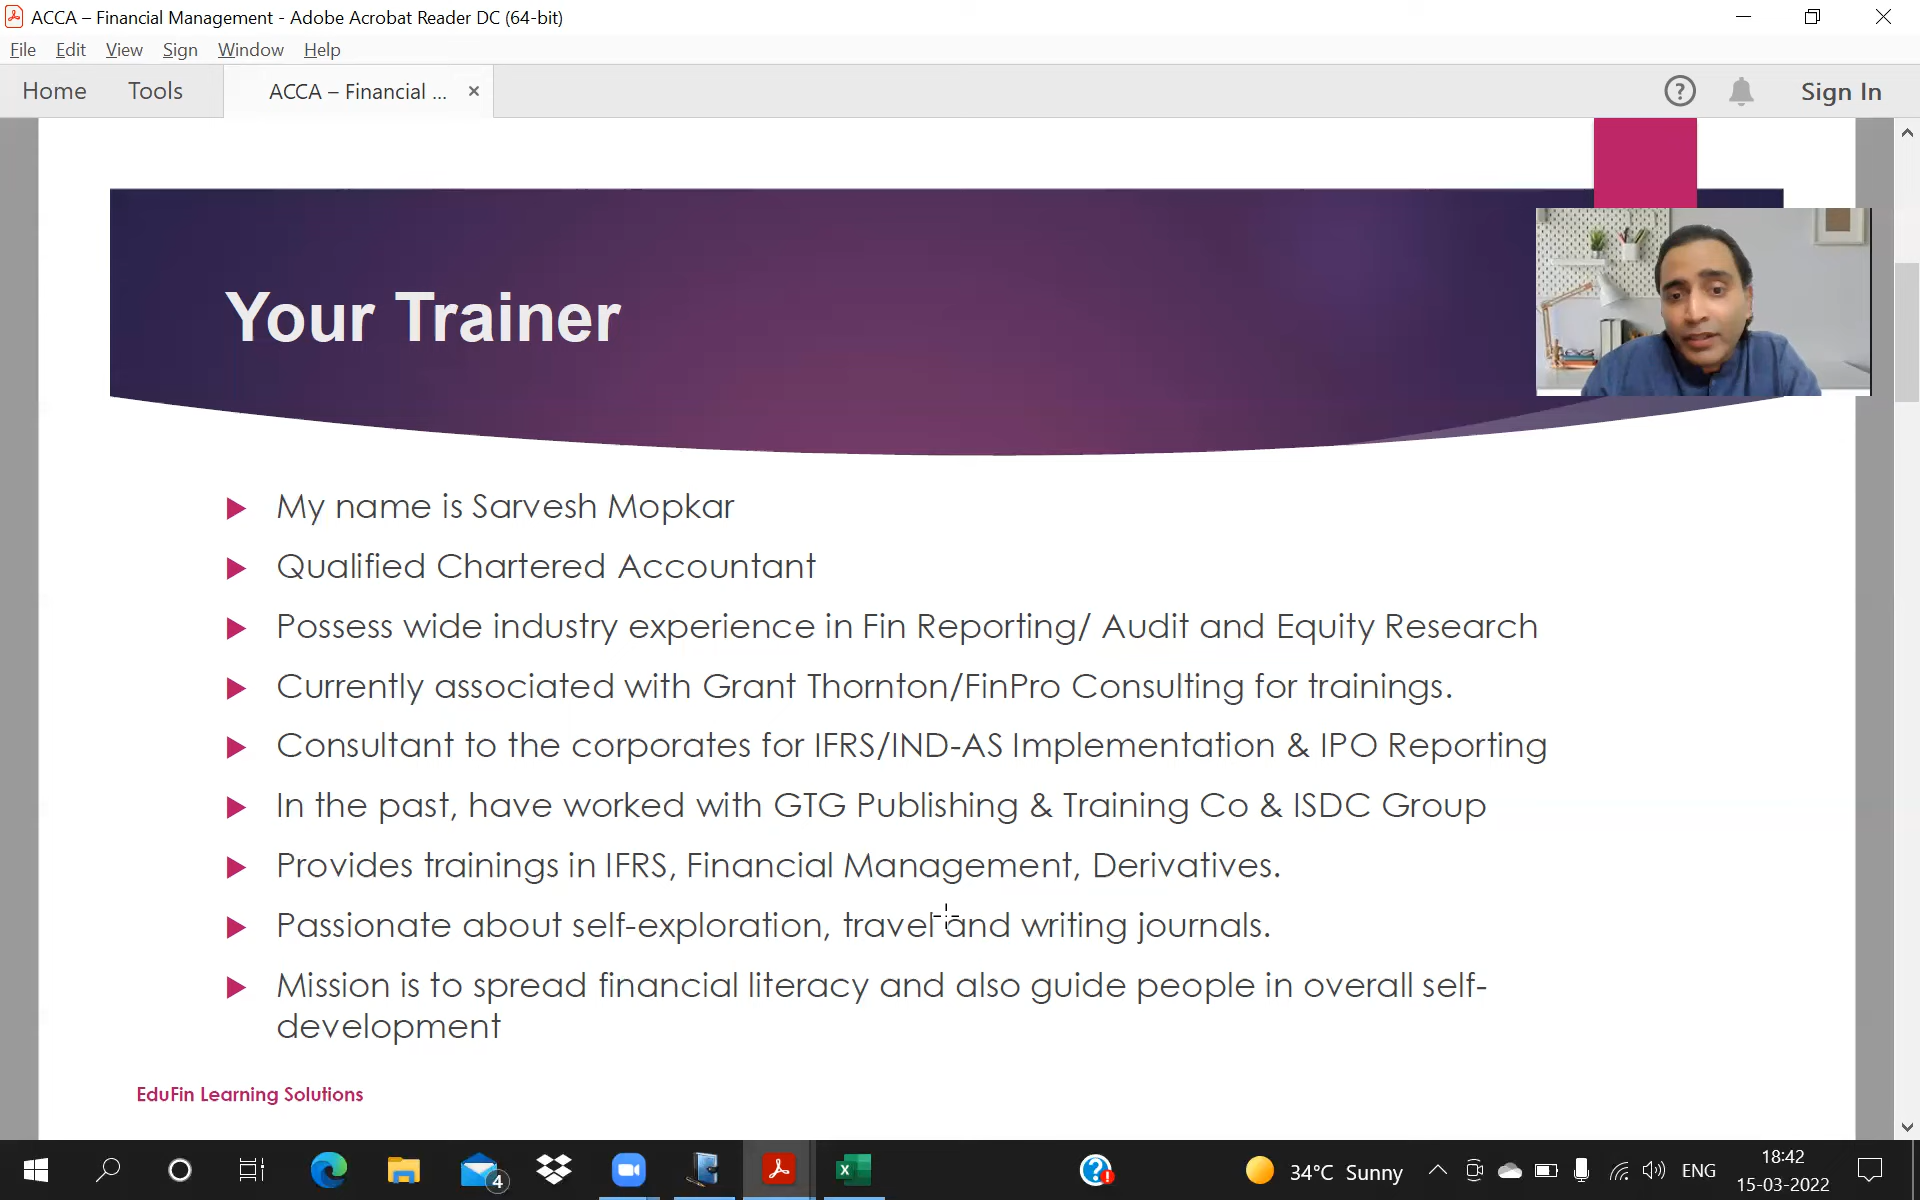 ACCA – Financial Management - Adobe Acrobat Reader DC (64-bit)
File Edit View Sign Window Help
Home Tools ACCA – Financial ... × ? Sign In
Your Trainer
My name is Sarvesh Mopkar
Qualified Chartered Accountant
Possess wide industry experience in Fin Reporting/ Audit and Equity Research
Currently associated with Grant Thornton/FinPro Consulting for trainings.
Consultant to the corporates for IFRS/IND-AS Implementation & IPO Reporting
In the past, have worked with GTG Publishing & Training Co & ISDC Group
Provides trainings in IFRS, Financial Management, Derivatives.
Passionate about self-exploration, travel and writing journals.
Mission is to spread financial literacy and also guide people in overall self-
development
EduFin Learning Solutions
4 34°C Sunny ENG 18:42
15-03-2022